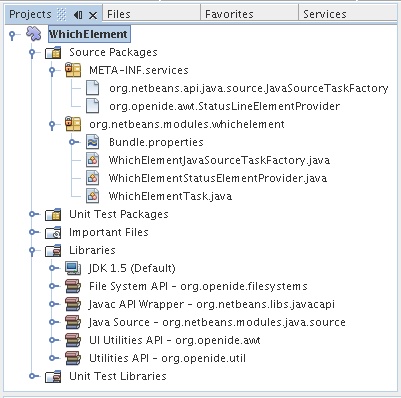 Projects Files Favorites Services
WhichElement
Source Packages
META-INF.services
org.netbeans.api.java.source.JavaSourceTaskFactory
org.openide.awt.StatusLineElementProvider
org.netbeans.modules.whichelement
Bundle.properties
WhichElementJavaSourceTaskFactory.java
WhichElementStatusElementProvider.java
WhichElementTask.java
Unit Test Packages
Important Files
Libraries
JDK 1.5 (Default)
File System API - org.openide.filesystems
Javac API Wrapper - org.netbeans.libs.javacapi
Java Source - org.netbeans.modules.java.source
UI Utilities API - org.openide.awt
Utilities API - org.openide.util
Unit Test Libraries